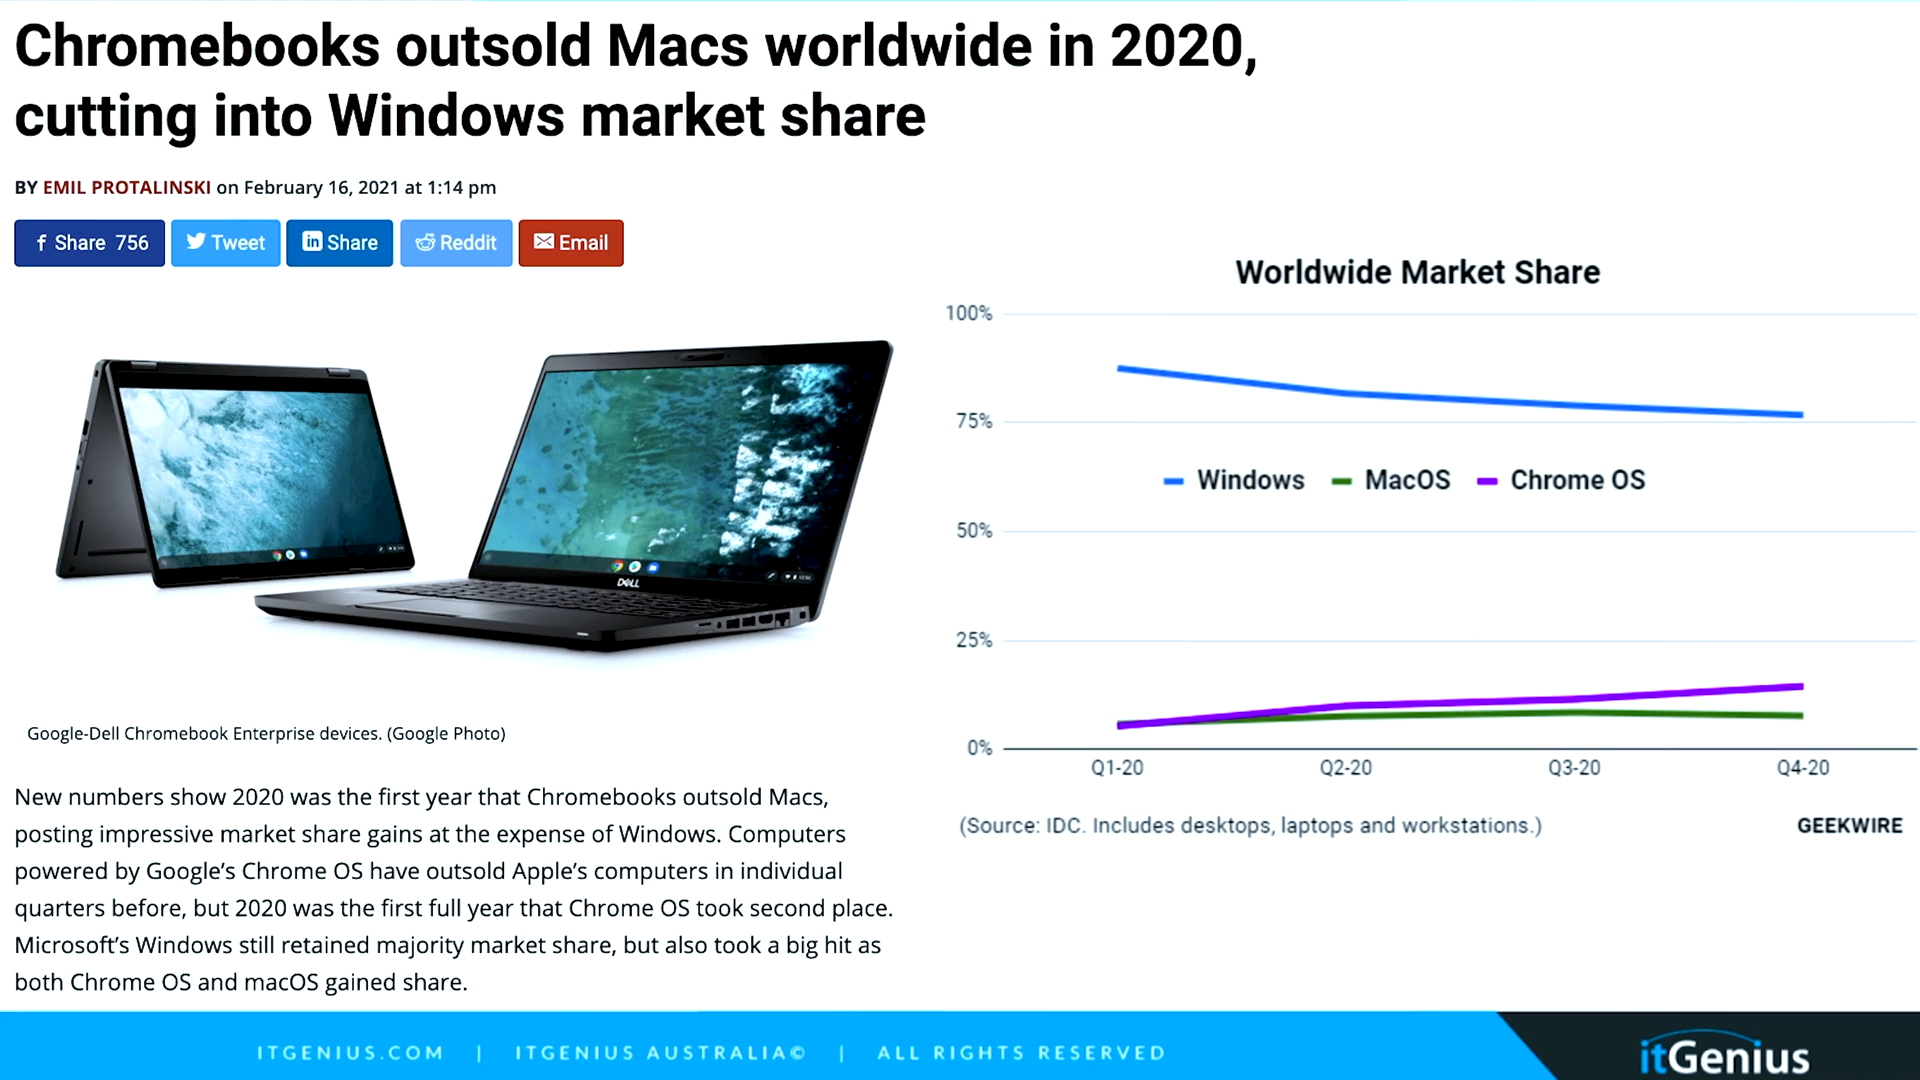 Chromebooks outsold Macs worldwide in 2020,
cutting into Windows market share
BY EMIL PROTALINSKI on February 16, 2021 at 1:14 pm
Share 756
Tweet
Share
Reddit
Email
DELL
Google-Dell Chromebook Enterprise devices. (Google Photo)
New numbers show 2020 was the first year that Chromebooks outsold Macs,
posting impressive market share gains at the expense of Windows. Computers
powered by Google's Chrome OS have outsold Apple's computers in individual
quarters before, but 2020 was the first full year that Chrome OS took second place.
Microsoft's Windows still retained majority market share, but also took a big hit as
both Chrome OS and macOS gained share.
Worldwide Market Share
100%
75%
Windows MacOS Chrome OS
50%
25%
0%
Q1-20 Q2-20 Q3-20 Q4-20
(Source: IDC. Includes desktops, laptops and workstations.) GEEKWIRE
ITGENIUS.COM | ITGENIUS AUSTRALIA© | ALL RIGHTS RESERVED
itGenius